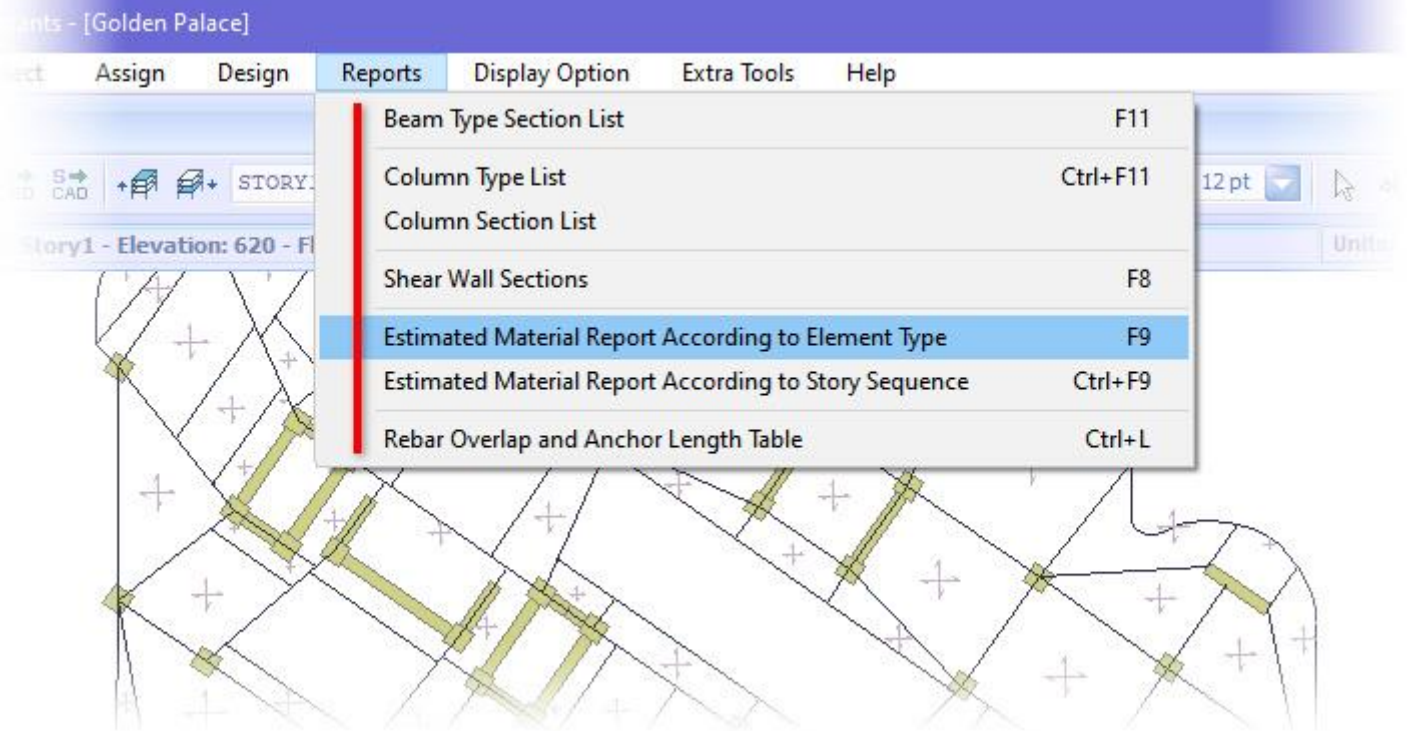 - [Golden Palace]
Assign Design Reports Display Option Extra Tools Help
Beam Type Section List F11
Column Type List Ctrl+F11
Column Section List
Shear Wall Sections F8
Estimated Material Report According to Element Type F9
Estimated Material Report According to Story Sequence Ctrl+F9
Rebar Overlap and Anchor Length Table Ctrl+L
S CAD STORY 12 pt
Story1 - Elevation: 620 - Fl